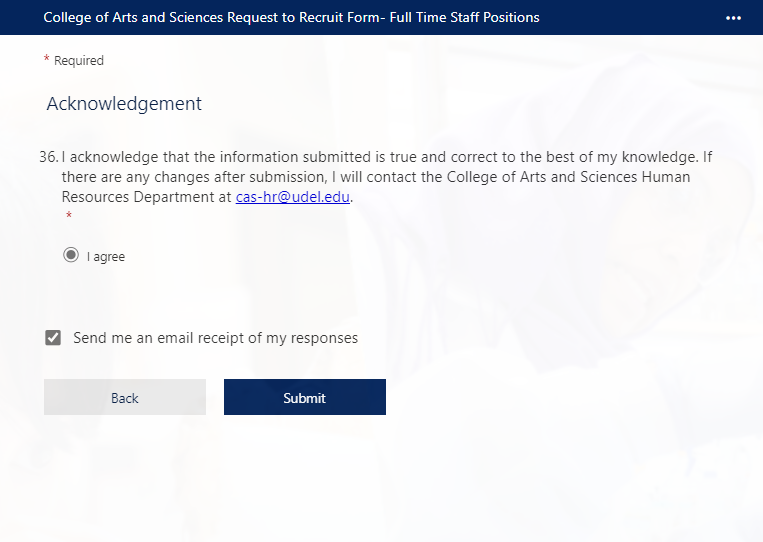 College of Arts and Sciences Request to Recruit Form- Full Time Staff Positions
* Required
Acknowledgement
36. I acknowledge that the information submitted is true and correct to the best of my knowledge. If
there are any changes after submission, I will contact the College of Arts and Sciences Human
Resources Department at cas-hr@udel.edu.
*
I agree
Send me an email receipt of my responses
Back
Submit